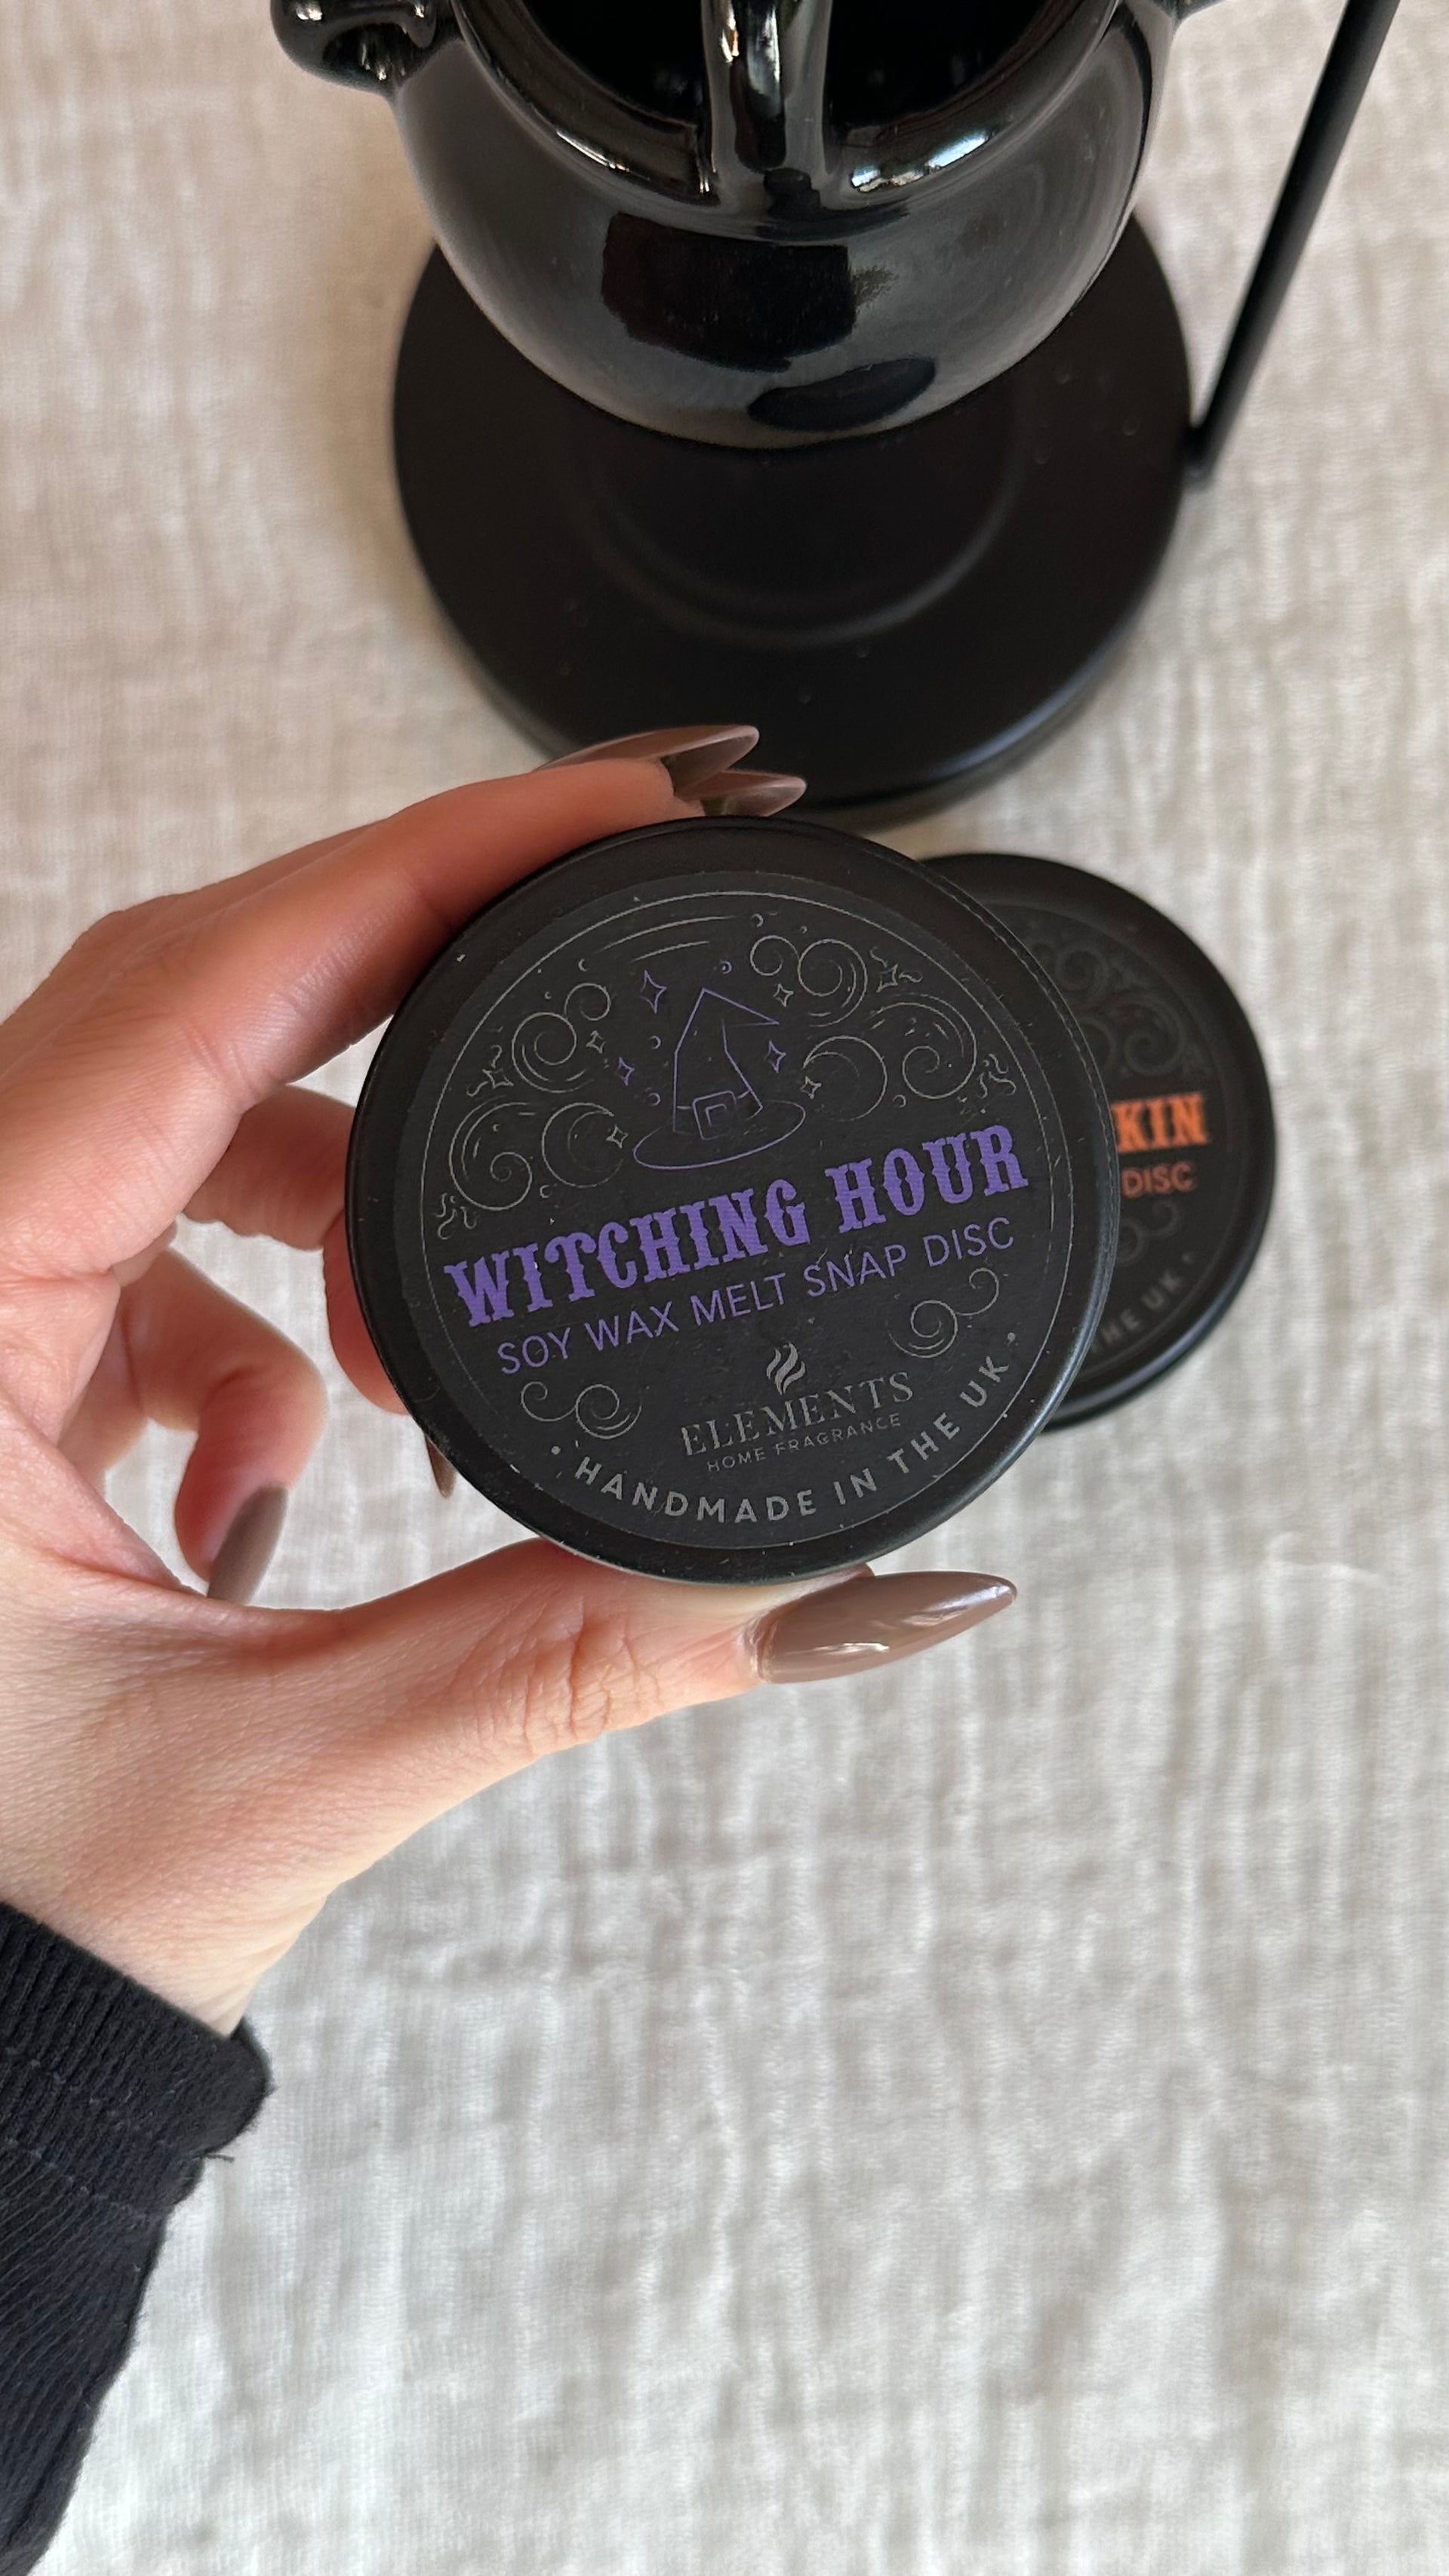 WITCHING HOUR
SOY WAX MELT SNAP DISC
ELEMENTS
HOME FRAGRANCE
• HANDMADE IN THE UK •
KIN
DISC
THE UK •